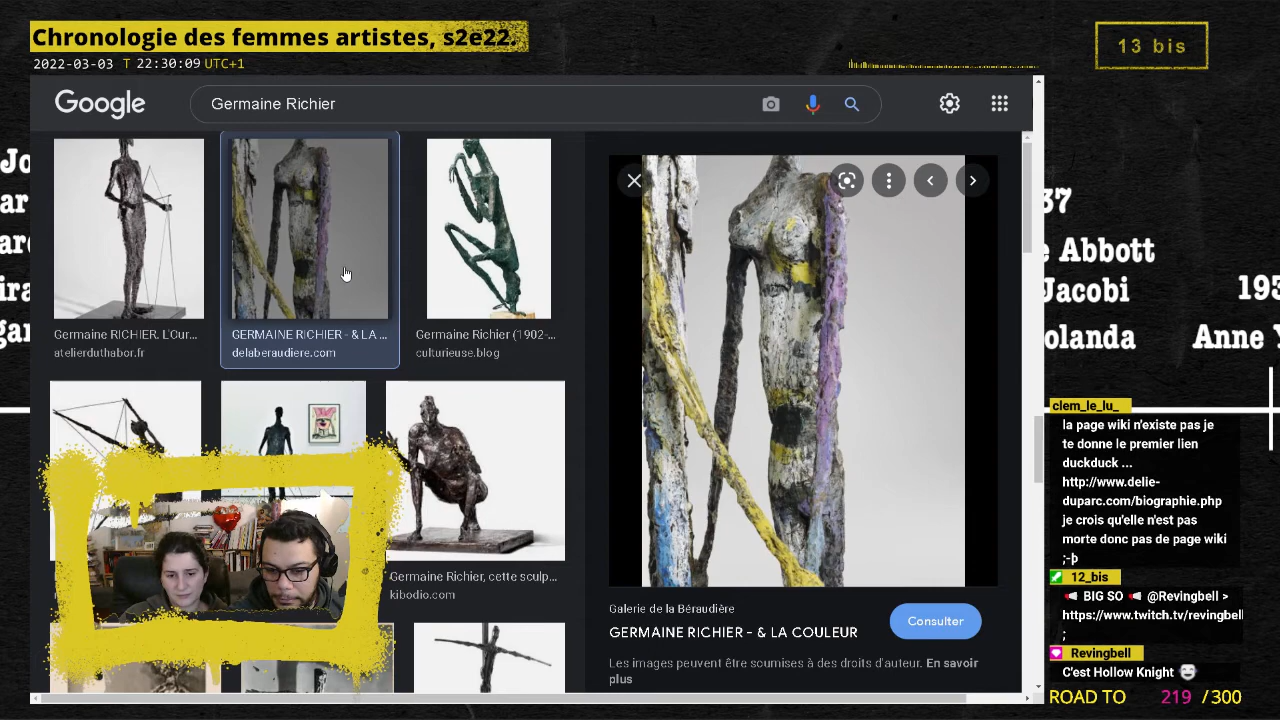 Chronologie des femmes artistes, s2e22.
2022-03-03 T 22:30:09 UTC+1
13 bis
Google
Germaine Richier
Germaine RICHIER. L'Our...
atelierduthabor.fr
GERMAINE RICHIER - & LA ...
delaberaudiere.com
Germaine Richier (1902-...
culturieuse.blog
Germaine Richier, cette sculp...
kibodio.com
Galerie de la Béraudière
GERMAINE RICHIER - & LA COULEUR
Consulter
Les images peuvent être soumises à des droits d'auteur. En savoir
plus
37
Abbott
Jacobi
193
olanda
Anne Y
clem_le_lu_
la page wiki n'existe pas je
te donne le premier lien
duckduck ...
http://www.delie-
duparc.com/biographie.php
je crois qu'elle n'est pas
morte donc pas de page wiki
;-p
12_bis
BIG SO @Revingbell >
https://www.twitch.tv/revingbell
;
Revingbell
C'est Hollow Knight
ROAD TO 219 / 300